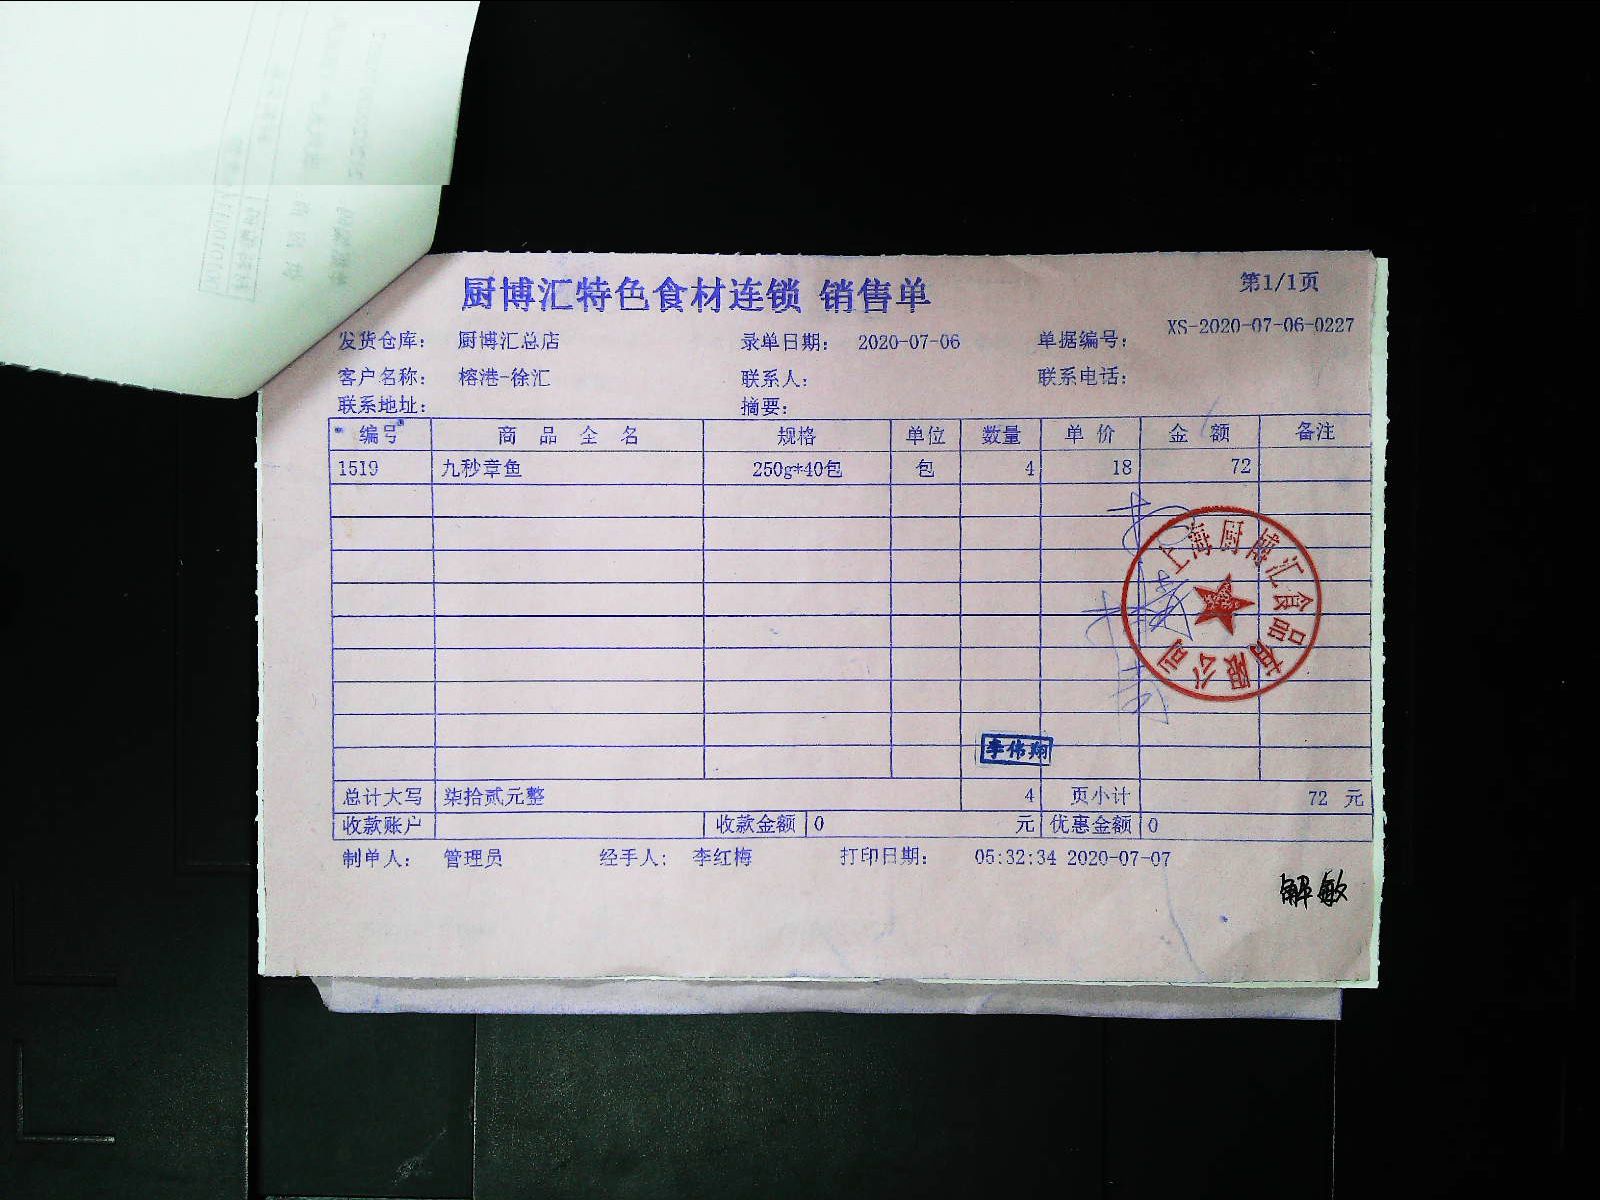 厨博汇特色食材连锁 销售单
第1/1页
发货仓库： 厨博汇总店 录单日期： 2020-07-06 单据编号： XS-2020-07-06-0227
客户名称： 榕港-徐汇 联系人： 联系电话：
联系地址： 摘要：
编号 商品全名 规格 单位 数量 单价 金额 备注
1519 九秒章鱼 250g*40包 包 4 18 72
上海厨博汇食品有限公司
李伟翔
总计大写 柒拾贰元整 4 页小计 72 元
收款账户 收款金额 0 元 优惠金额 0
制单人： 管理员 经手人： 李红梅 打印日期： 05:32:34 2020-07-07
解敏